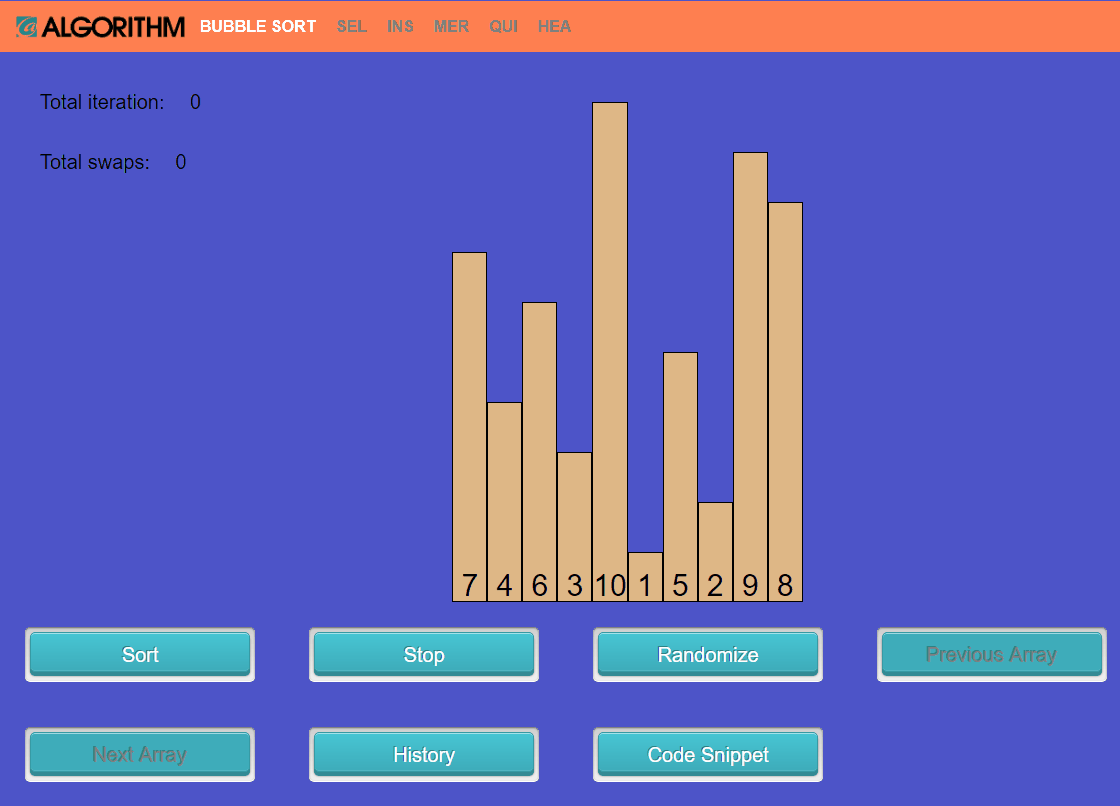 ALGORITHM BUBBLE SORT SEL INS MER QUI HEA
Total iteration: 0
Total swaps: 0
7 4 6 3 10 1 5 2 9 8
Sort Stop Randomize Previous Array
Next Array History Code Snippet